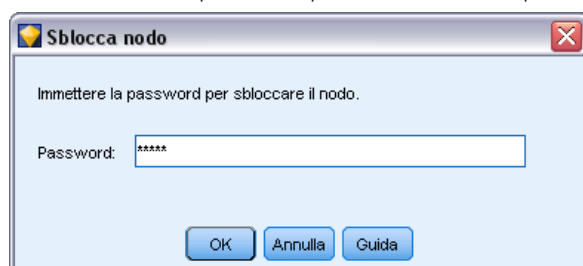 Sblocca nodo
Immettere la password per sbloccare il nodo.
Password: *****
OK Annulla Guida